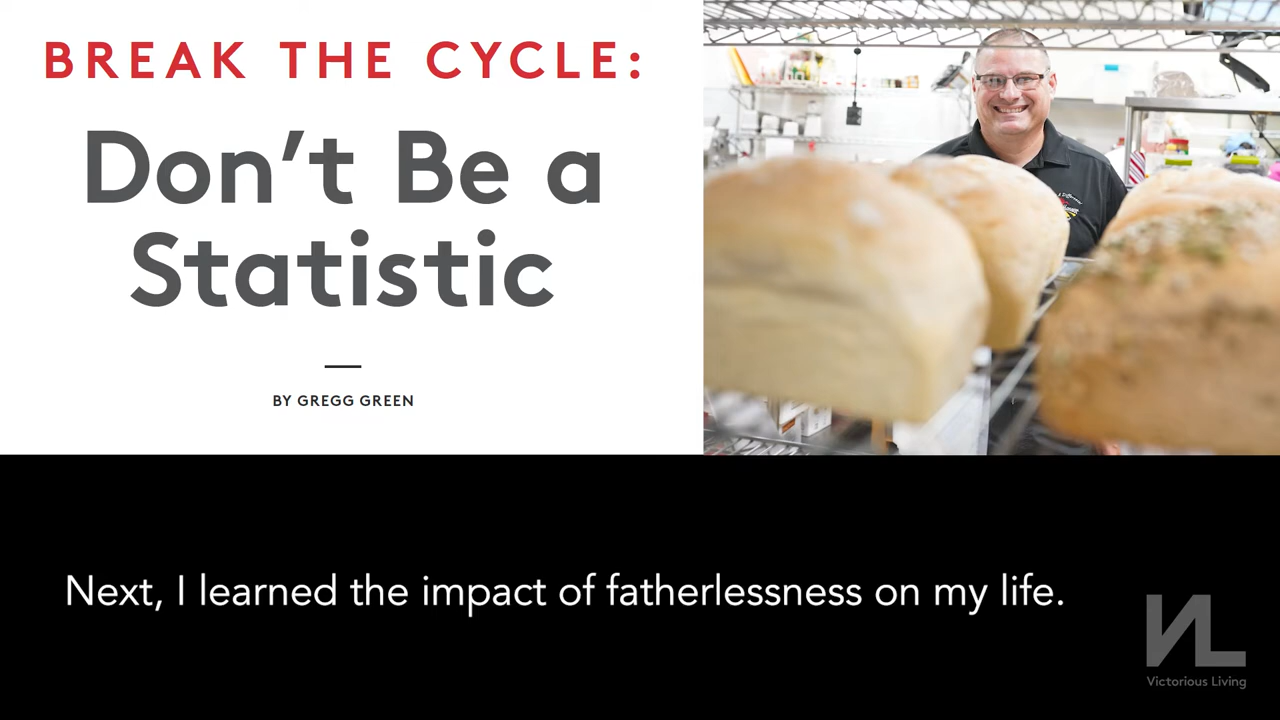 BREAK THE CYCLE:
Don’t Be a
Statistic
BY GREGG GREEN
Next, I learned the impact of fatherlessness on my life.
VL
Victorious Living